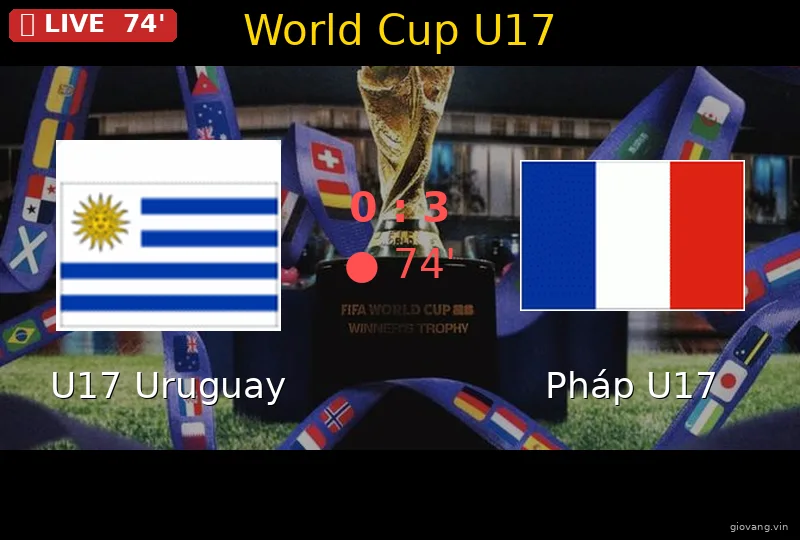 LIVE 74'
World Cup U17
0 : 3
74'
FIFA WORLD CUP
WINNER'S TROPHY
U17 Uruguay
Pháp U17
giovang.vin